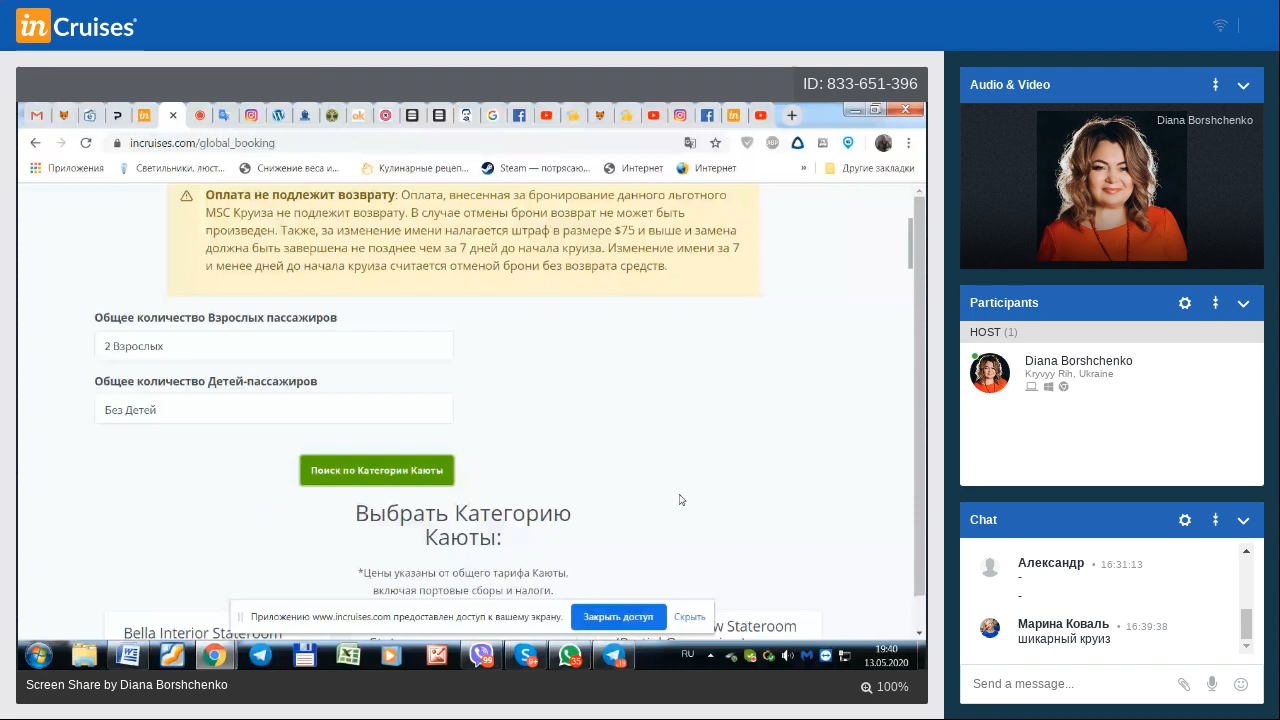 in Cruises
ID: 833-651-396
incruises.com/global_booking
Приложения
Светильники, люст...
Снижение веса и...
Кулинарные рецеп...
Steam — потрясаю...
Интернет
Интернет
»
Другие закладки
Оплата не подлежит возврату: Оплата, внесенная за бронирование данного льготного
MSC Круиза не подлежит возврату. В случае отмены брони возврат не может быть
произведен. Также, за изменение имени налагается штраф в размере $75 и выше и замена
должна быть завершена не позднее чем за 7 дней до начала круиза. Изменение имени за 7
и менее дней до начала круиза считается отменой брони без возврата средств.
Общее количество Взрослых пассажиров
2 Взрослых
Общее количество Детей-пассажиров
Без Детей
Поиск по Категории Каюты
Выбрать Категорию
Каюты:
*Цены указаны от общего тарифа Каюты,
включая портовые сборы и налоги.
Bella Interior Stateroom
w Stateroom
Приложению www.incruises.com предоставлен доступ к вашему экрану.
Закрыть доступ
Скрыть
RU
19:40
13.05.2020
Screen Share by Diana Borshchenko
100%
Audio & Video
Diana Borshchenko
Participants
HOST (1)
Diana Borshchenko
Kryvyy Rih, Ukraine
Chat
Александр • 16:31:13
-
-
Марина Коваль • 16:39:38
шикарный круиз
Send a message...